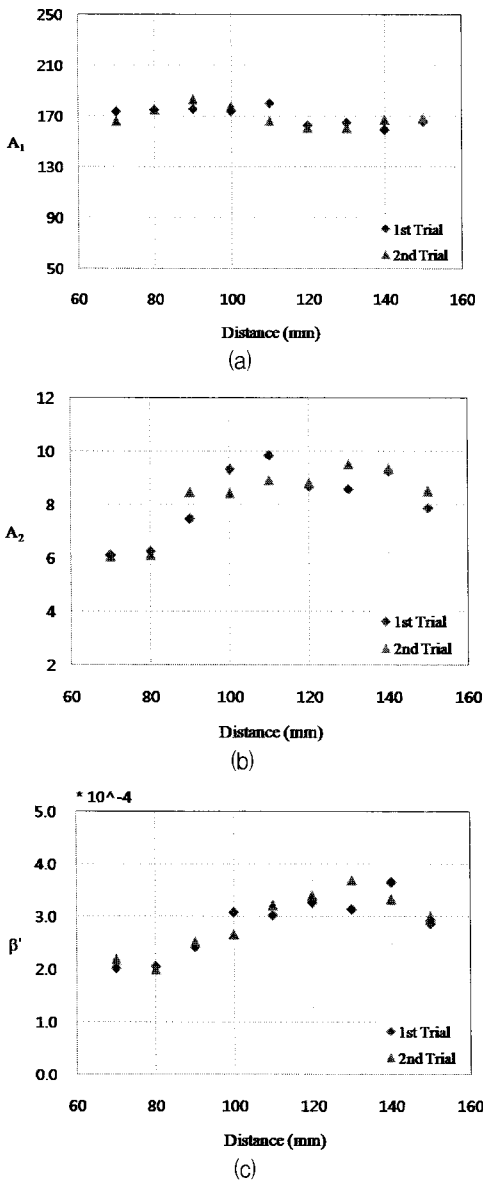 250
210
170
A₁
130
90
50
◆ 1st Trial
▲ 2nd Trial
60 80 100 120 140 160
Distance (mm)
(a)
12
10
8
A₂
6
4
2
◆ 1st Trial
▲ 2nd Trial
60 80 100 120 140 160
Distance (mm)
(b)
* 10^-4
5.0
4.0
3.0
β'
2.0
1.0
0.0
◆ 1st Trial
▲ 2nd Trial
60 80 100 120 140 160
Distance (mm)
(c)